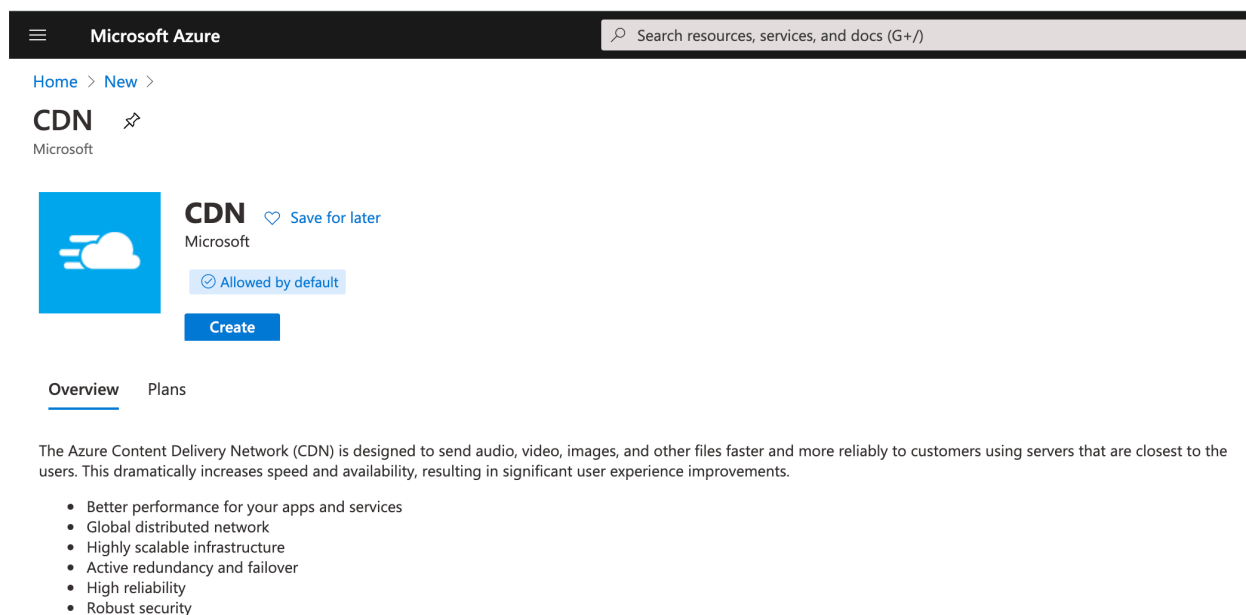 Microsoft Azure
Search resources, services, and docs (G+/)
Home > New >
CDN
Microsoft
CDN
Save for later
Microsoft
Allowed by default
Create
Overview Plans
The Azure Content Delivery Network (CDN) is designed to send audio, video, images, and other files faster and more reliably to customers using servers that are closest to the
users. This dramatically increases speed and availability, resulting in significant user experience improvements.
• Better performance for your apps and services
• Global distributed network
• Highly scalable infrastructure
• Active redundancy and failover
• High reliability
• Robust security